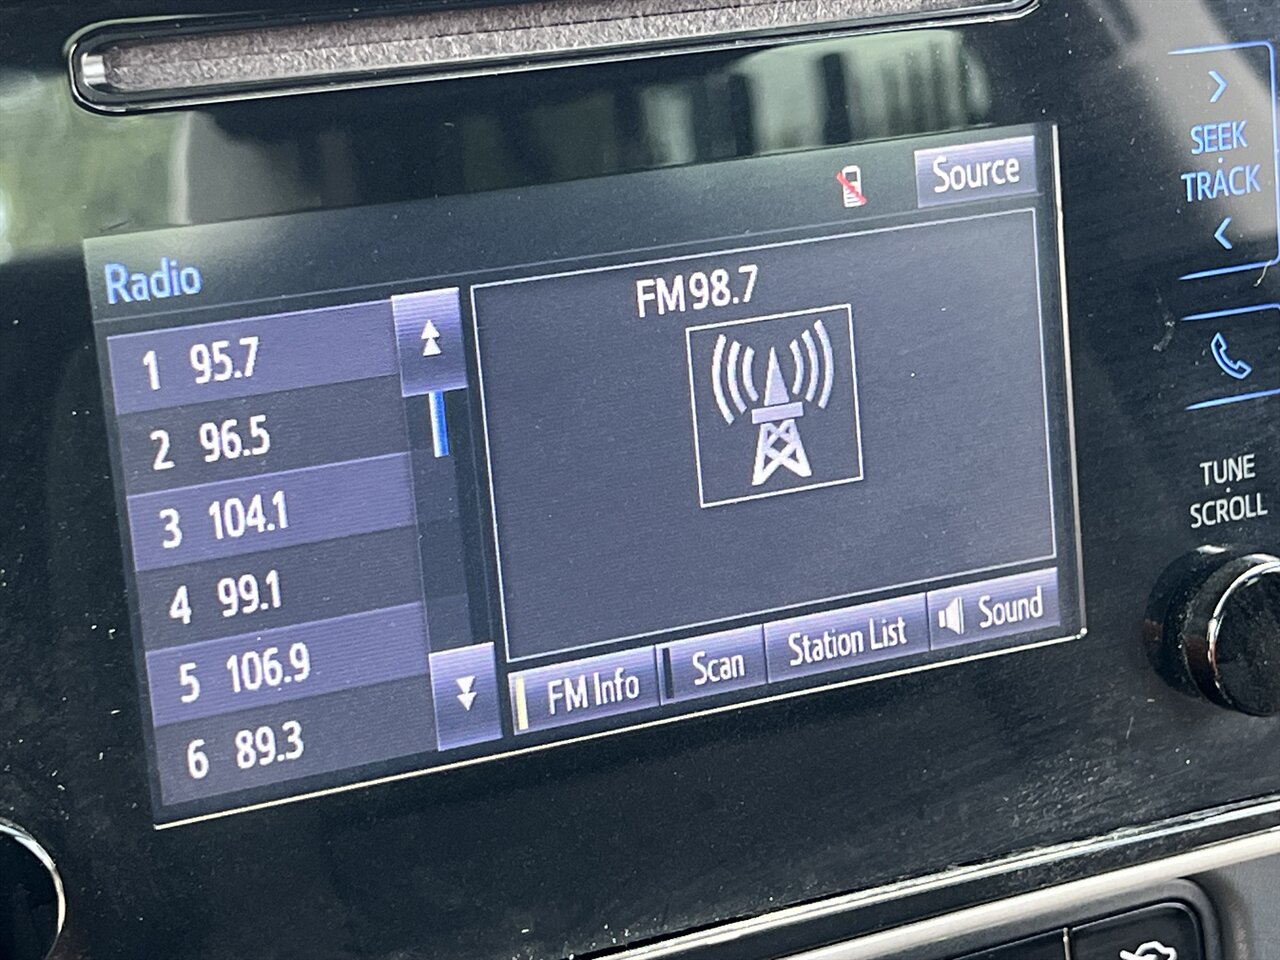 Source
Radio
FM98.7
1 95.7
2 96.5
3 104.1
4 99.1
5 106.9
6 89.3
FM Info
Scan
Station List
Sound
SEEK
TRACK
TUNE
SCROLL